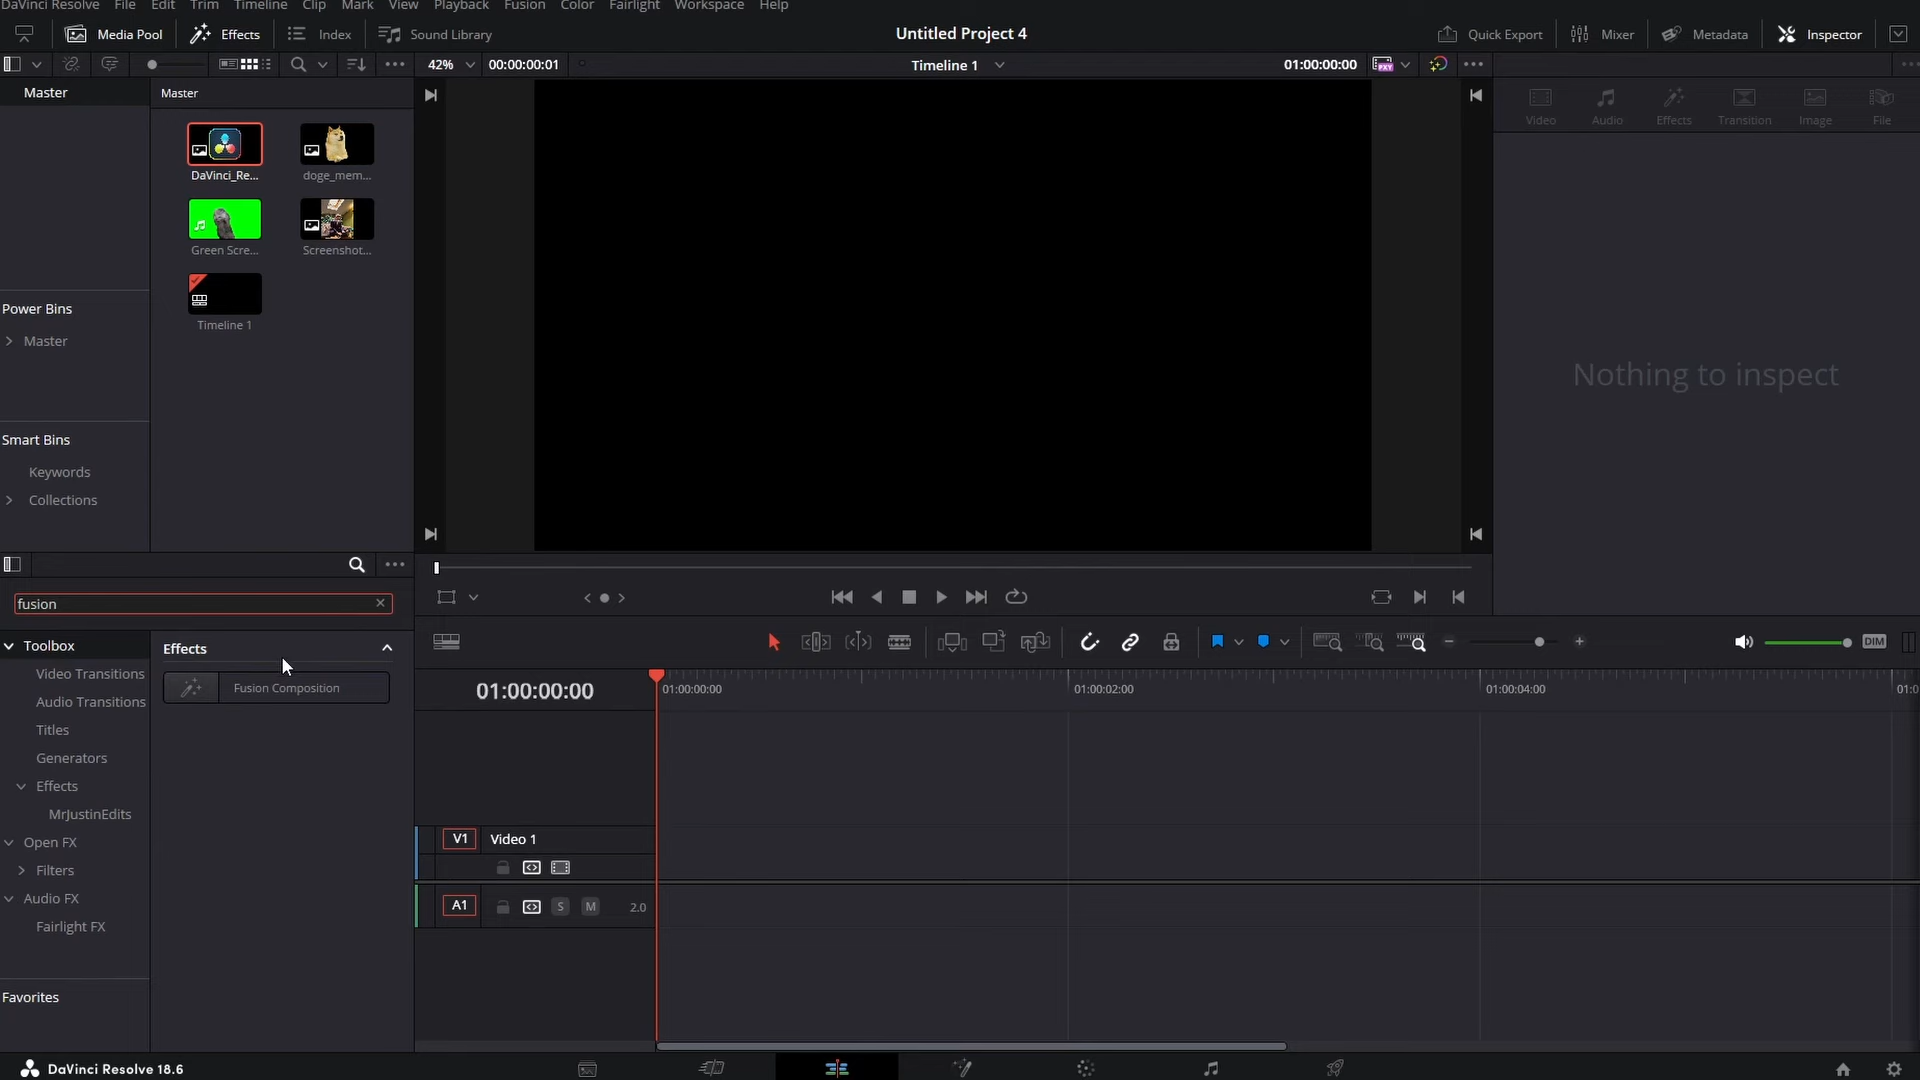 DaVinci Resolve File Edit Trim Timeline Clip Mark View Playback Fusion Color Fairlight Workspace Help
Media Pool Effects Index Sound Library Untitled Project 4 Quick Export Mixer Metadata Inspector
42% 00:00:00:01 Timeline 1 01:00:00:00
Master
Master
Video Audio Effects Transition Image File
DaVinci_Re... doge_mem...
Green Scre... Screenshot...
Timeline 1
Power Bins
Master
Nothing to inspect
Smart Bins
Keywords
Collections
fusion
Toolbox
Video Transitions
Audio Transitions
Titles
Generators
Effects
MrJustinEdits
Open FX
Filters
Audio FX
Fairlight FX
Favorites
Effects
Fusion Composition
DIM
01:00:00:00 01:00:00:00 01:00:02:00 01:00:04:00 01:0
V1 Video 1
A1 S M 2.0
DaVinci Resolve 18.6